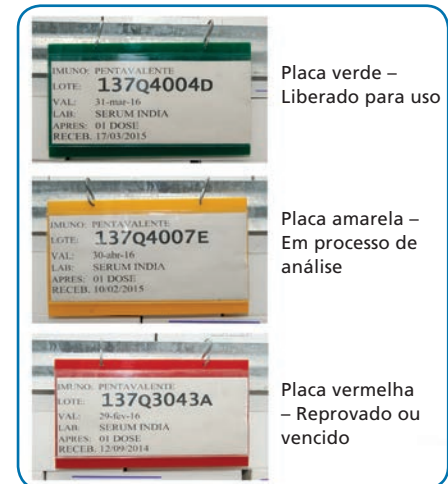 IMUNO: PENTAVALENTE
LOTE: 137Q4004D
VAL: 31-mar-16
LAB: SERUM INDIA
APRES: 01 DOSE
RECEB. 17/03/2015
Placa verde –
Liberado para uso
IMUNO: PENTAVALENTE
LOTE: 137Q4007E
VAL: 30-abr-16
LAB: SERUM INDIA
APRES: 01 DOSE
RECEB. 10/02/2015
Placa amarela –
Em processo de
análise
IMUNO: PENTAVALENTE
LOTE: 137Q3043A
VAL: 29-fev-16
LAB: SERUM INDIA
APRES: 01 DOSE
RECEB. 12/09/2014
Placa vermelha
– Reprovado ou
vencido